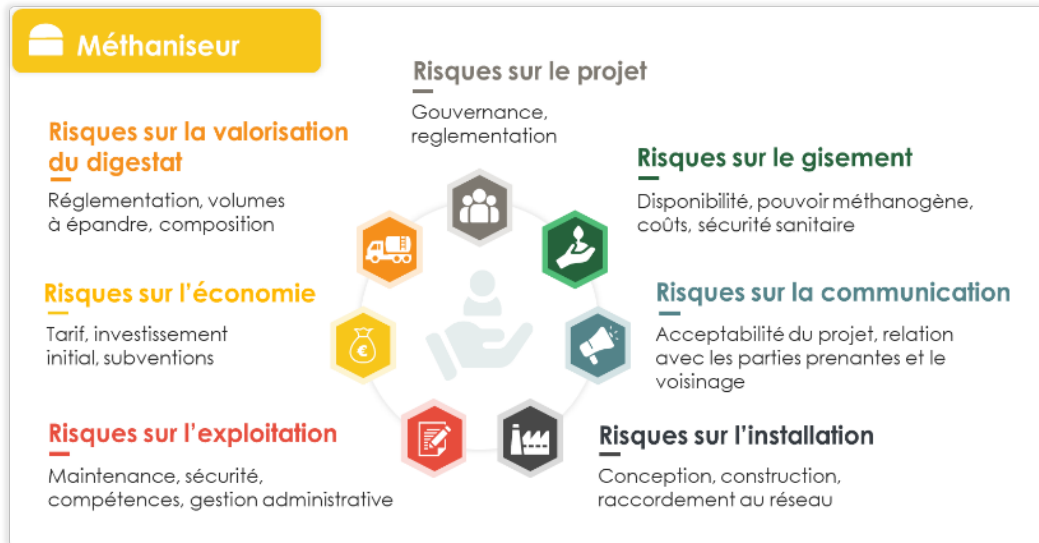 Méthaniseur
Risques sur le projet
Gouvernance,
reglementation
Risques sur la valorisation
du digestat
Réglementation, volumes
à épandre, composition
Risques sur le gisement
Disponibilité, pouvoir méthanogène,
coûts, sécurité sanitaire
Risques sur l'économie
Tarif, investissement
initial, subventions
€
Risques sur la communication
Acceptabilité du projet, relation
avec les parties prenantes et le
voisinage
Risques sur l'exploitation
Maintenance, sécurité,
compétences, gestion administrative
Risques sur l'installation
Conception, construction,
raccordement au réseau